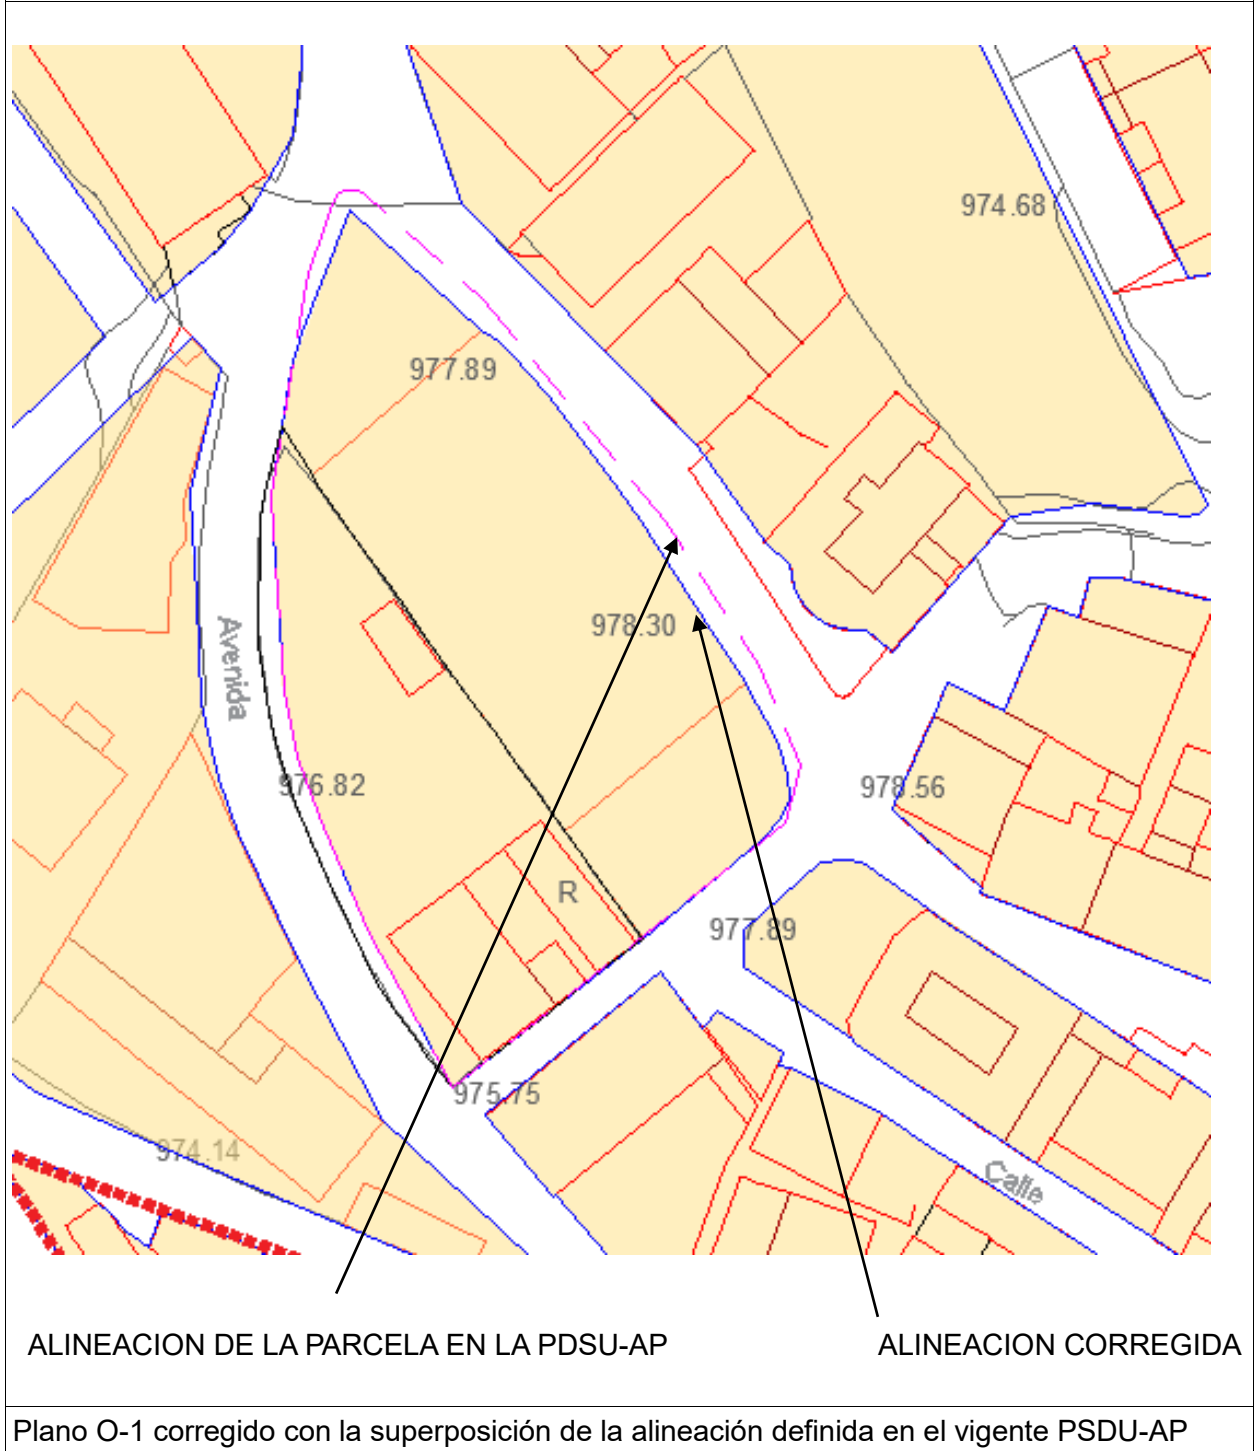 974.68
977.89
978.30
Avenida
976.82
978.56
R
977.89
975.75
974.14
Calle
ALINEACION DE LA PARCELA EN LA PDSU-AP
ALINEACION CORREGIDA
Plano O-1 corregido con la superposición de la alineación definida en el vigente PSDU-AP